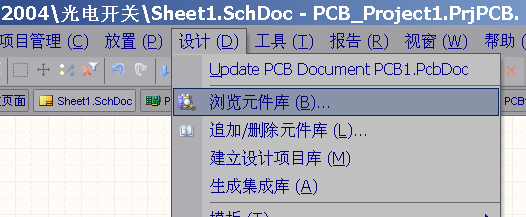 2004\光电开关\Sheet1.SchDoc - PCB_Project1.PrjPCB.
项目管理 (C) 放置 (P) 设计 (D) 工具 (T) 报告 (R) 视窗 (W) 帮助
Update PCB Document PCB1.PcbDoc
页面 Sheet1.SchDoc P PCB
浏览元件库 (B)...
追加/删除元件库 (L)...
建立设计项目库 (M)
生成集成库 (A)